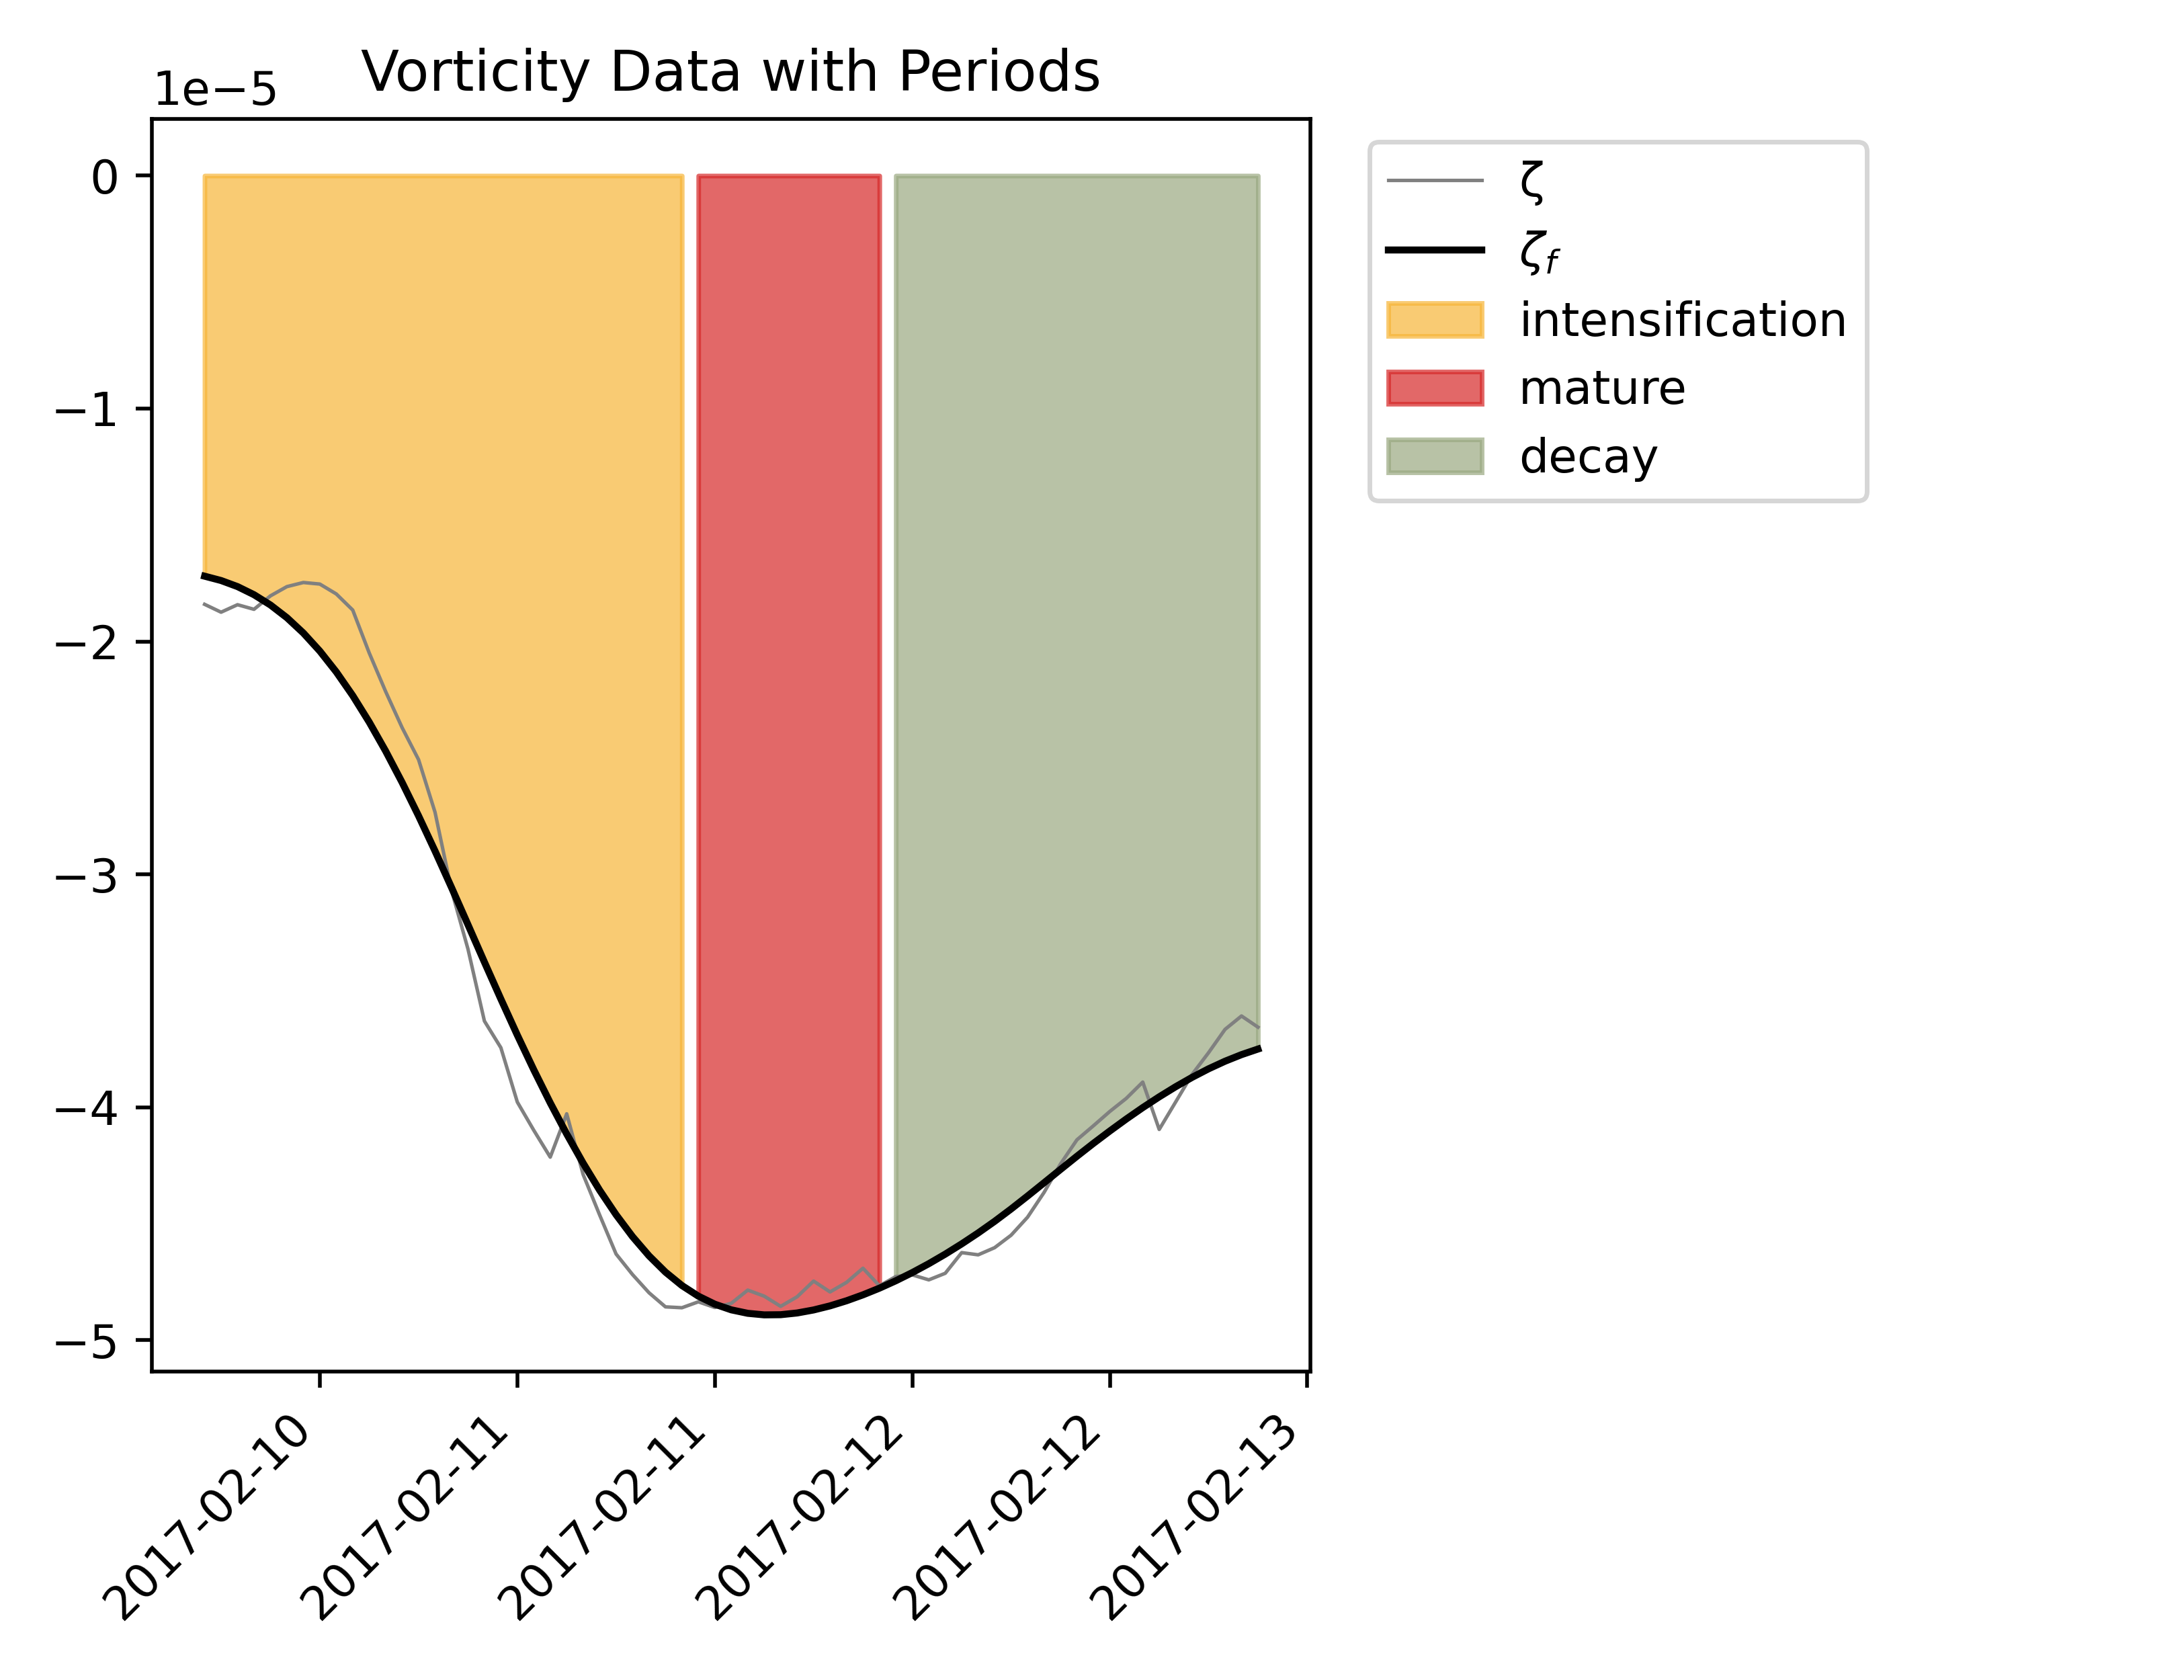 Vorticity Data with Periods
1e−5
0
−1
−2
−3
−4
−5
2017-02-10
2017-02-11
2017-02-11
2017-02-12
2017-02-12
2017-02-13
ζ
ζf
intensification
mature
decay